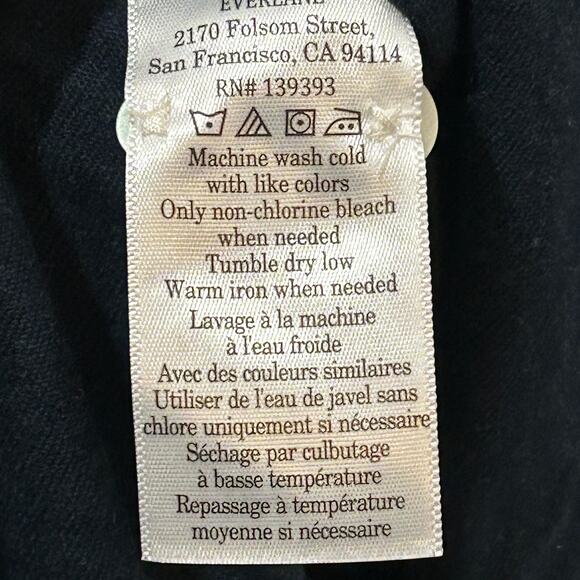 EVERLANE
2170 Folsom Street,
San Francisco, CA 94114
RN# 139393
Machine wash cold
with like colors
Only non-chlorine bleach
when needed
Tumble dry low
Warm iron when needed
Lavage à la machine
à l'eau froide
Avec des couleurs similaires
Utiliser de l'eau de javel sans
chlore uniquement si nécessaire
Séchage par culbutage
à basse température
Repassage à température
moyenne si nécessaire